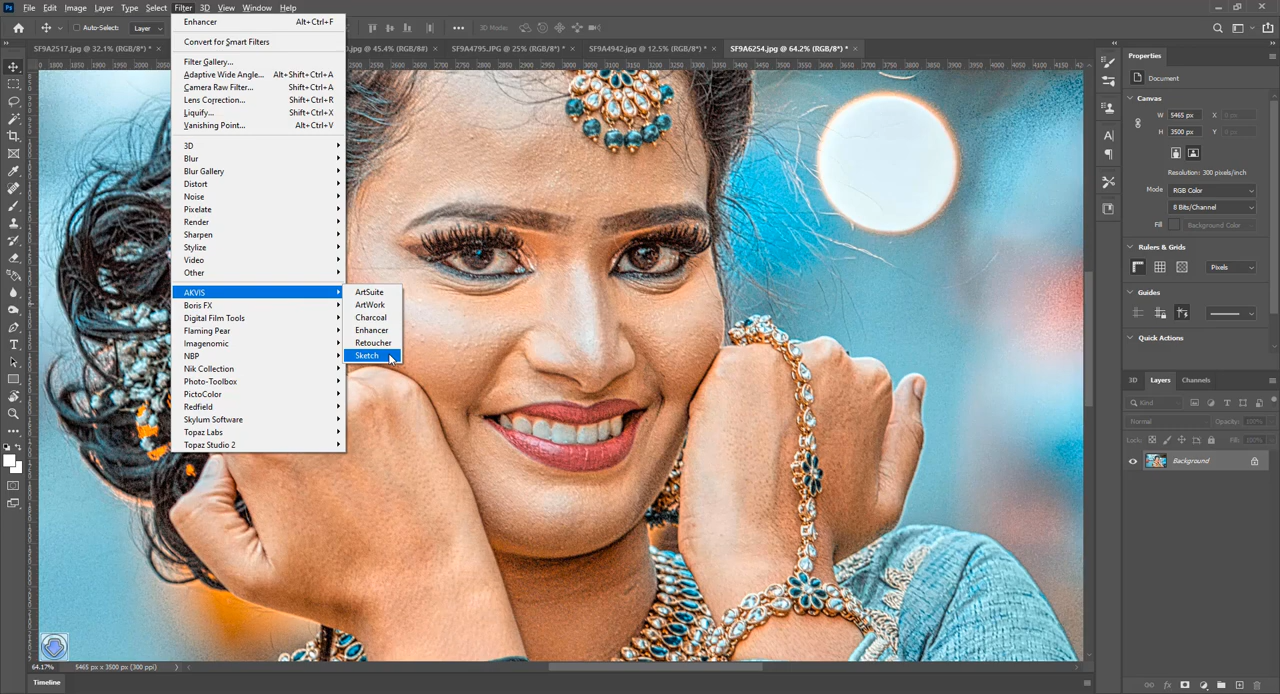 Ps File Edit Image Layer Type Select Filter 3D View Window Help
Auto-Select: Layer 3D Mode:
SF9A2517.jpg @ 32.1% (RGB/8*) * × 0.jpg @ 45.4% (RGB/8#) × SF9A4795.JPG @ 25% (RGB/8*) * × SF9A4942.jpg @ 12.5% (RGB/8*) * × SF9A6254.jpg @ 64.2% (RGB/8*) * ×
Enhancer Alt+Ctrl+F
Convert for Smart Filters
Filter Gallery...
Adaptive Wide Angle... Alt+Shift+Ctrl+A
Camera Raw Filter... Shift+Ctrl+A
Lens Correction... Shift+Ctrl+R
Liquify... Shift+Ctrl+X
Vanishing Point... Alt+Ctrl+V
3D
Blur
Blur Gallery
Distort
Noise
Pixelate
Render
Sharpen
Stylize
Video
Other
AKVIS
Boris FX
Digital Film Tools
Flaming Pear
Imagenomic
NBP
Nik Collection
Photo-Toolbox
PictoColor
Redfield
Skylum Software
Topaz Labs
Topaz Studio 2
ArtSuite
ArtWork
Charcoal
Enhancer
Retoucher
Sketch
Properties
Document
Canvas
W 5465 px X
H 3500 px Y
Resolution: 300 pixels/inch
Mode RGB Color
8 Bits/Channel
Fill Background Color
Rulers & Grids
Pixels
Guides
Quick Actions
3D Layers Channels
Kind
Normal Opacity: 100%
Lock: Fill: 100%
Background
64.17% 5465 px x 3500 px (300 ppi)
Timeline